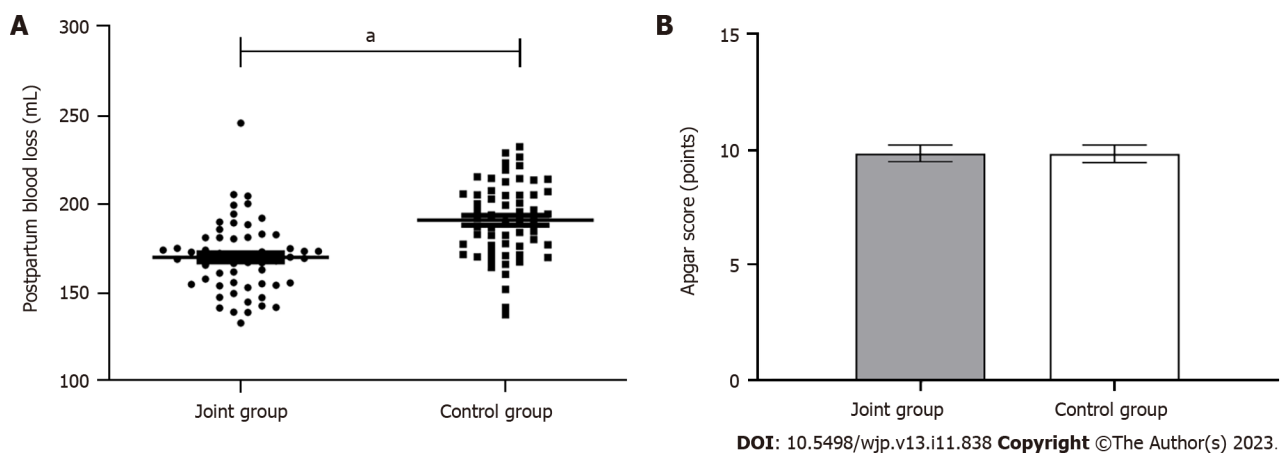 A
300
250
200
150
100
Postpartum blood loss (mL)
a
Joint group
Control group
B
15
10
5
0
Apgar score (points)
Joint group
Control group
DOI: 10.5498/wjp.v13.i11.838 Copyright ©The Author(s) 2023.